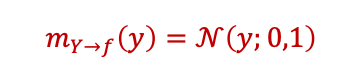 m_{Y→f}(y) = 𝒩(y; 0,1)